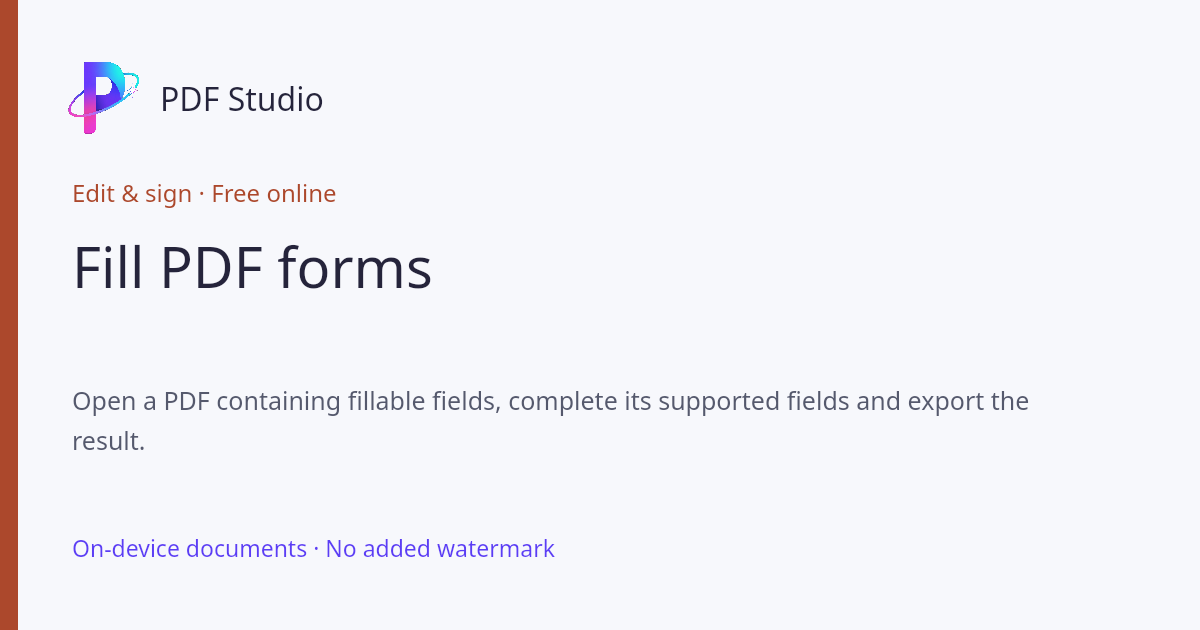 PDF Studio
Edit & sign · Free online
Fill PDF forms
Open a PDF containing fillable fields, complete its supported fields and export the
result.
On-device documents · No added watermark